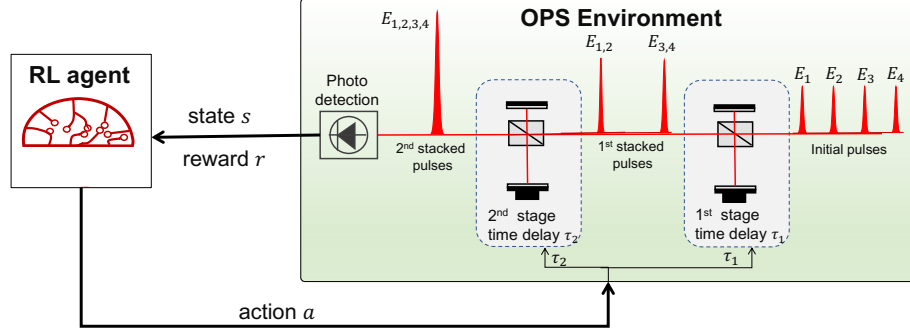 OPS Environment
RL agent
state s
reward r
action a
Photo
detection
E₁,₂,₃,₄
2nd stacked
pulses
E₁,₂
E₃,₄
1st stacked
pulses
E₁ E₂ E₃ E₄
Initial pulses
2nd stage
time delay τ₂
1st stage
time delay τ₁
τ₂
τ₁